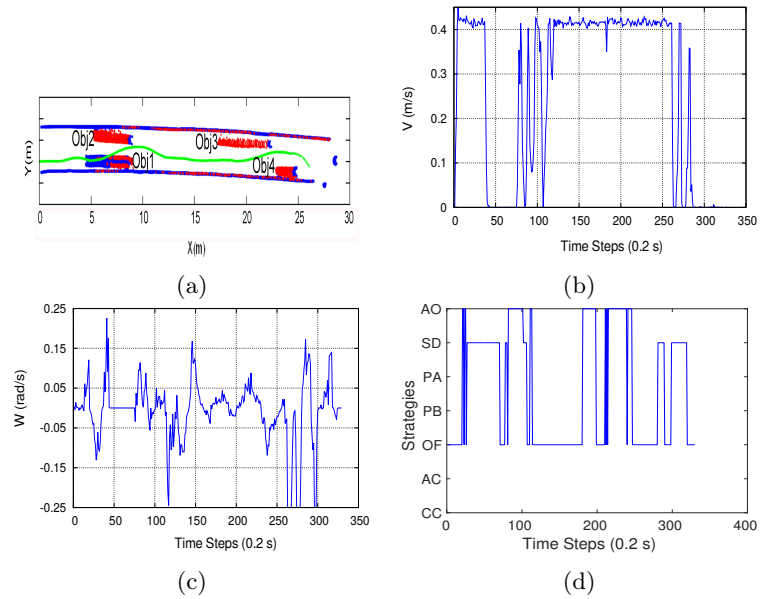 Y(m)
Obj2
Obj3
Obj1
Obj4
0 5 10 15 20 25 30
X(m)
(a)
0.4
0.3
0.2
0.1
0
V (m/s)
0 50 100 150 200 250 300 350
Time Steps (0.2 s)
(b)
0.25
0.15
0.05
-0.05
-0.15
-0.25
W (rad/s)
0 50 100 150 200 250 300 350
Time Steps (0.2 s)
(c)
AO
SD
PA
PB
OF
AC
CC
Strategies
0 100 200 300 400
Time Steps (0.2 s)
(d)